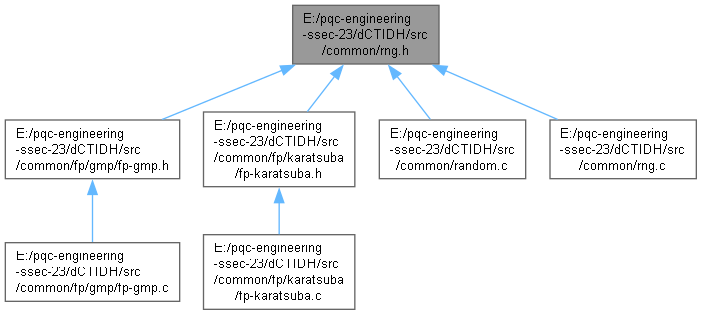 E:/pqc-engineering
-ssec-23/dCTIDH/src
/common/rng.h
E:/pqc-engineering
-ssec-23/dCTIDH/src
/common/fp/gmp/fp-gmp.h
E:/pqc-engineering
-ssec-23/dCTIDH/src
/common/fp/karatsuba
/fp-karatsuba.h
E:/pqc-engineering
-ssec-23/dCTIDH/src
/common/random.c
E:/pqc-engineering
-ssec-23/dCTIDH/src
/common/rng.c
E:/pqc-engineering
-ssec-23/dCTIDH/src
/common/fp/gmp/fp-gmp.c
E:/pqc-engineering
-ssec-23/dCTIDH/src
/common/fp/karatsuba
/fp-karatsuba.c